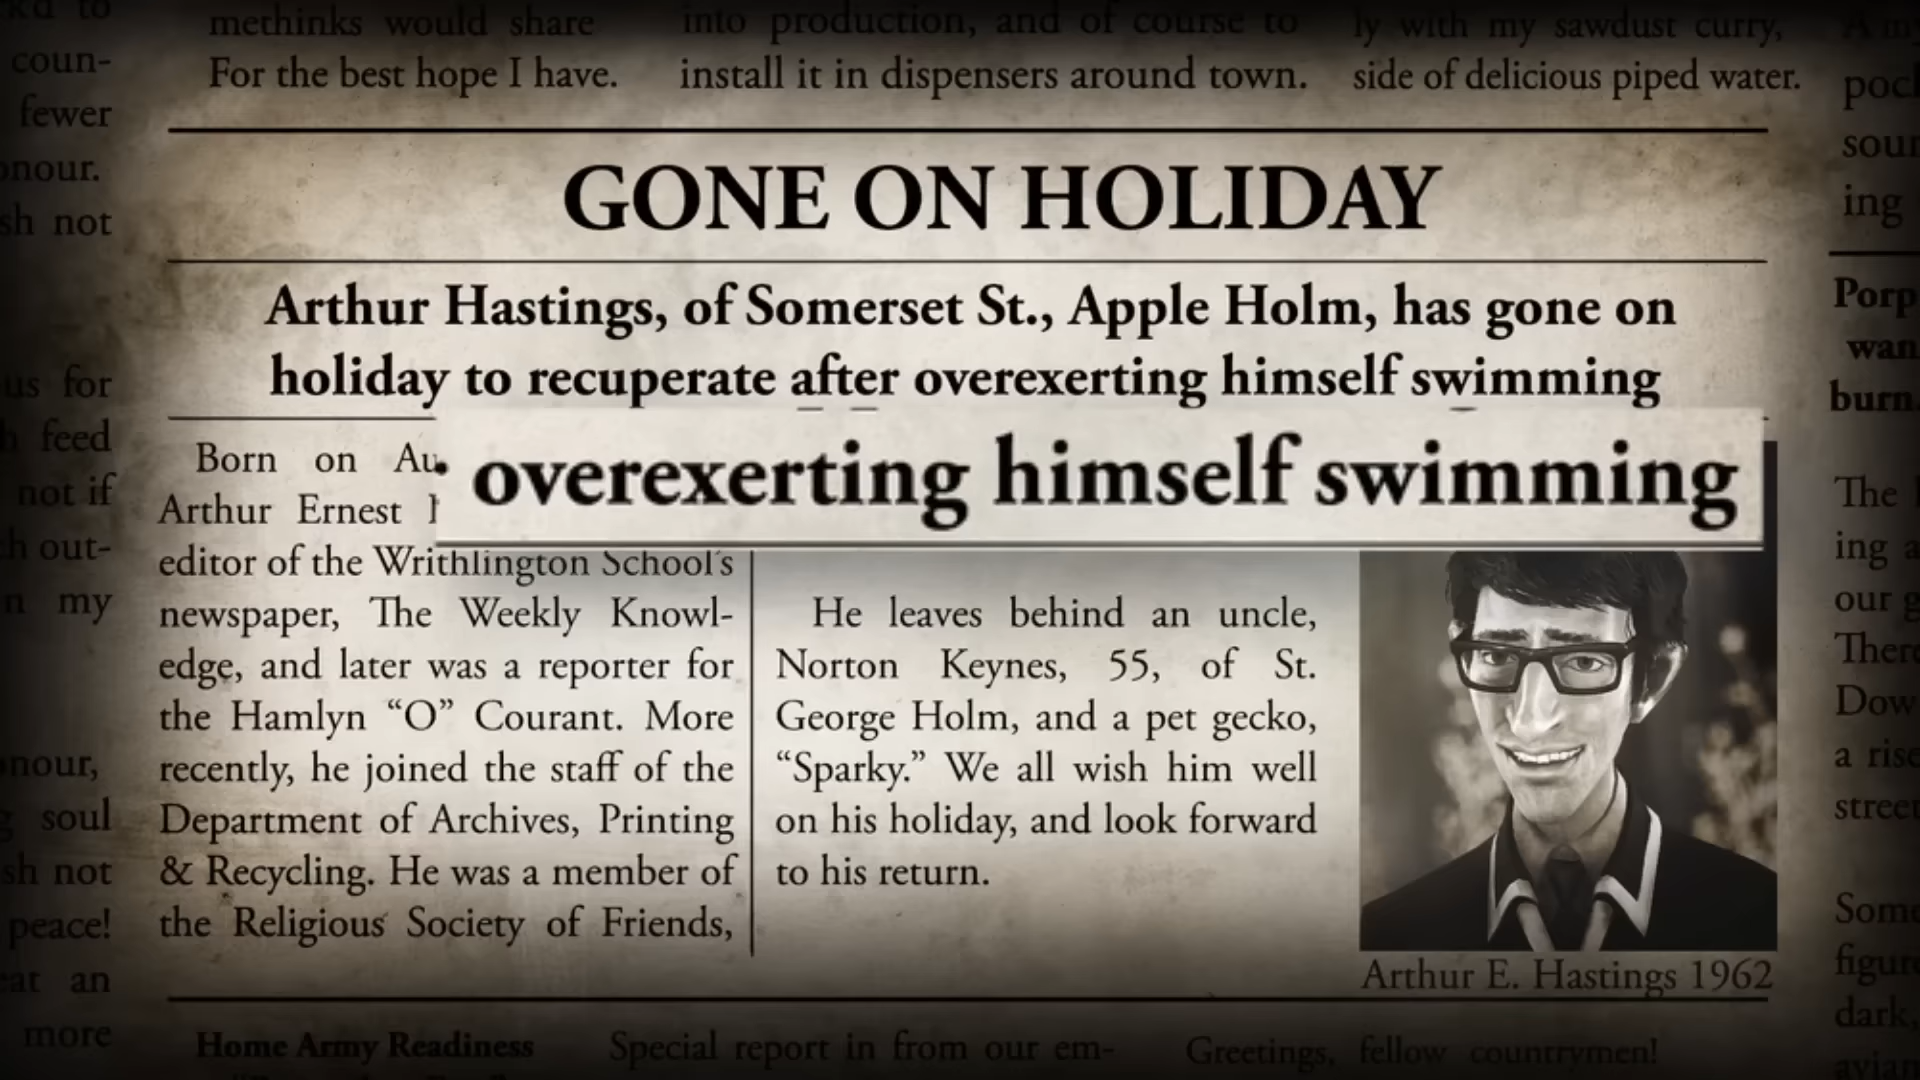 methinks would share
For the best hope I have.
into production, and of course to
install it in dispensers around town.
ly with my sawdust curry,
side of delicious piped water.
coun-
fewer
onour.
sh not
us for
feed
not if
out-
my
onour,
soul
sh not
peace!
an
more
GONE ON HOLIDAY
Arthur Hastings, of Somerset St., Apple Holm, has gone on
holiday to recuperate after overexerting himself swimming
overexerting himself swimming
Born on Au
Arthur Ernest
editor of the Writhlington School's
newspaper, The Weekly Knowl-
edge, and later was a reporter for
the Hamlyn “O” Courant. More
recently, he joined the staff of the
Department of Archives, Printing
& Recycling. He was a member of
the Religious Society of Friends,
He leaves behind an uncle,
Norton Keynes, 55, of St.
George Holm, and a pet gecko,
“Sparky.” We all wish him well
on his holiday, and look forward
to his return.
Arthur E. Hastings 1962
Home Army Readiness
Special report in from our em-
Greetings, fellow countrymen!
ing
Porp
wan
burn.
The
ing a
our g
There
Dow
a rise
street
Some
figure
dark,
avian